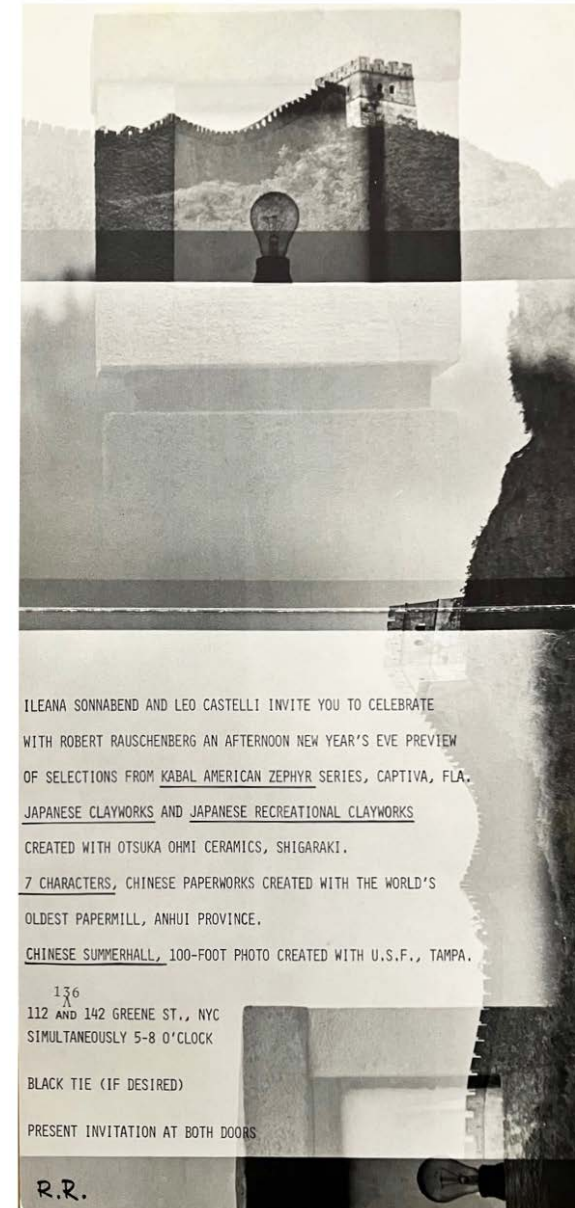 ILEANA SONNABEND AND LEO CASTELLI INVITE YOU TO CELEBRATE
WITH ROBERT RAUSCHENBERG AN AFTERNOON NEW YEAR'S EVE PREVIEW
OF SELECTIONS FROM KABAL AMERICAN ZEPHYR SERIES, CAPTIVA, FLA.
JAPANESE CLAYWORKS AND JAPANESE RECREATIONAL CLAYWORKS
CREATED WITH OTSUKA OHMI CERAMICS, SHIGARAKI.
7 CHARACTERS, CHINESE PAPERWORKS CREATED WITH THE WORLD'S
OLDEST PAPERMILL, ANHUI PROVINCE.
CHINESE SUMMERHALL, 100-FOOT PHOTO CREATED WITH U.S.F., TAMPA.
136
112 AND 142 GREENE ST., NYC
SIMULTANEOUSLY 5-8 O'CLOCK
BLACK TIE (IF DESIRED)
PRESENT INVITATION AT BOTH DOORS
R.R.